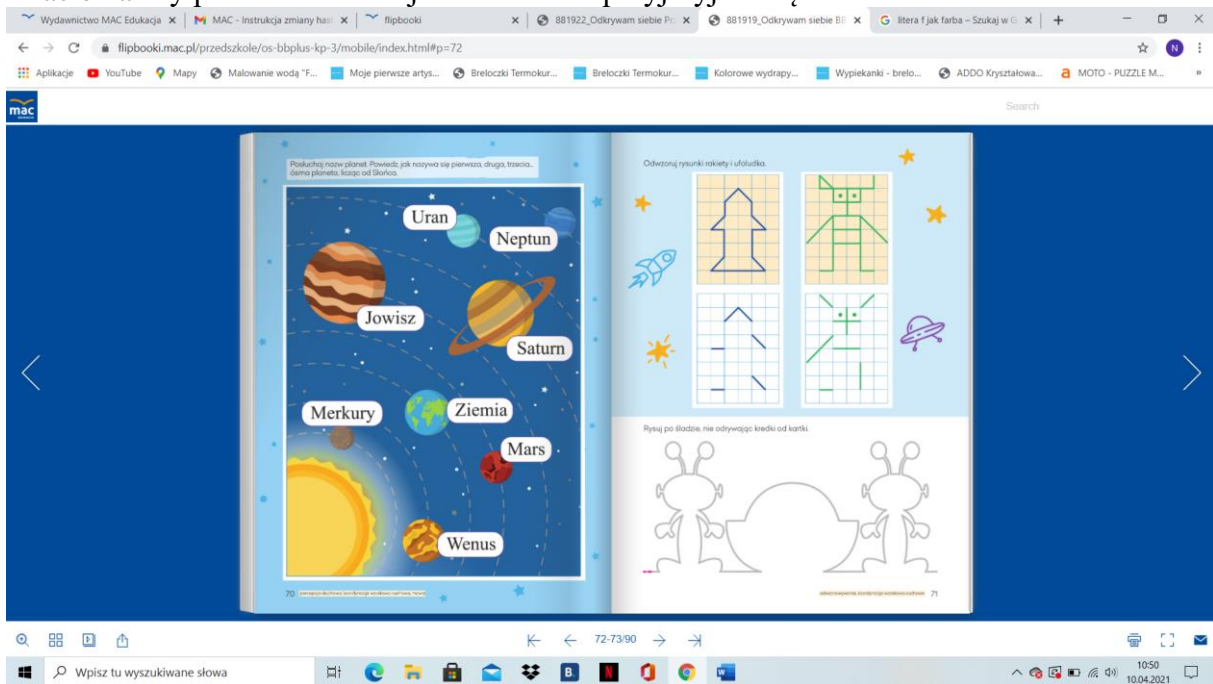 Wydawnictwo MAC Edukacja
MAC - Instrukcja zmiany hasł
flipbooki
881922_Odkrywam siebie Pr
881919_Odkrywam siebie BB
litera f jak farba – Szukaj w G
flipbooki.mac.pl/przedszkole/os-bbplus-kp-3/mobile/index.html#p=72
N
Aplikacje
YouTube
Mapy
Malowanie wodą "F...
Moje pierwsze artys...
Breloczki Termokur...
Breloczki Termokur...
Kolorowe wydrapy...
Wypiekanki - brelo...
ADDO Kryształowa...
MOTO - PUZZLE M...
mac
Search
Posłuchaj nazw planet. Powiedz, jak nazywa się pierwsza, druga, trzecia...
ósma planeta, licząc od Słońca.
Uran
Neptun
Jowisz
Saturn
Merkury
Ziemia
Mars
Wenus
70
Odwzoruj rysunki rakiety i ufoludka.
Rysuj po śladzie, nie odrywając kredki od kartki.
71
72-73/90
Wpisz tu wyszukiwane słowa
10:50
10.04.2021